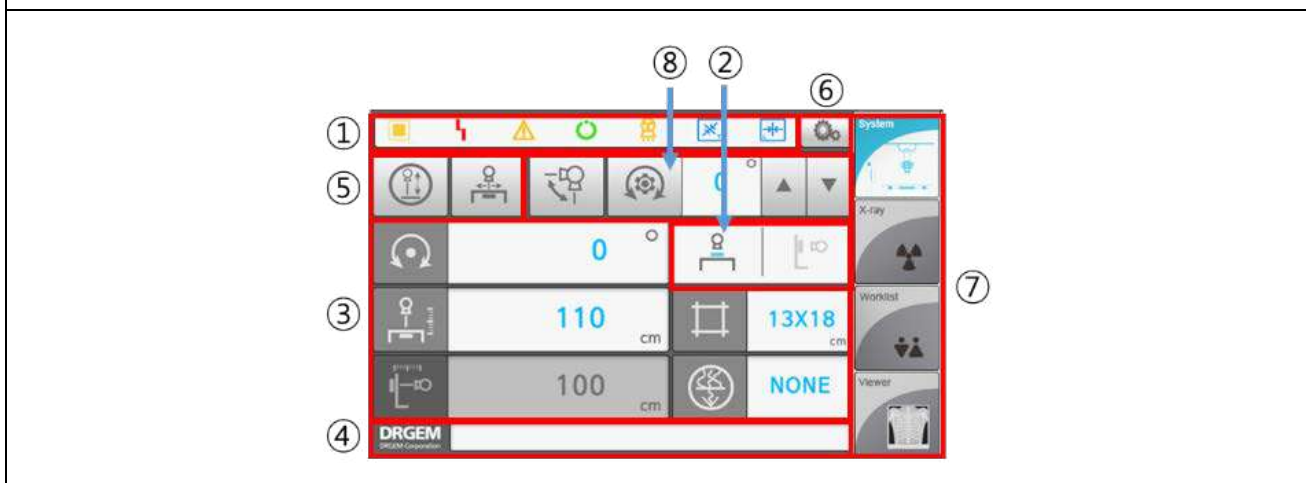 ⑧ ②
⑥
① System
⑤ 0 °
X-ray
0 °
③ 110 cm 13X18 cm
Worklist
⑦
100 cm NONE
Viewer
④ DRGEM
DRGEM Corporation